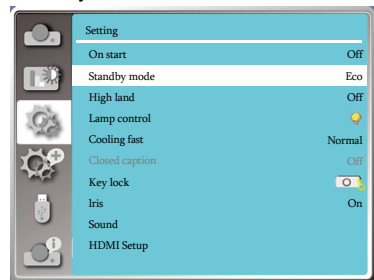 Setting
On start Off
Standby mode Eco
High land Off
Lamp control
Cooling fast Normal
Closed caption Off
Key lock
Iris On
Sound
HDMI Setup